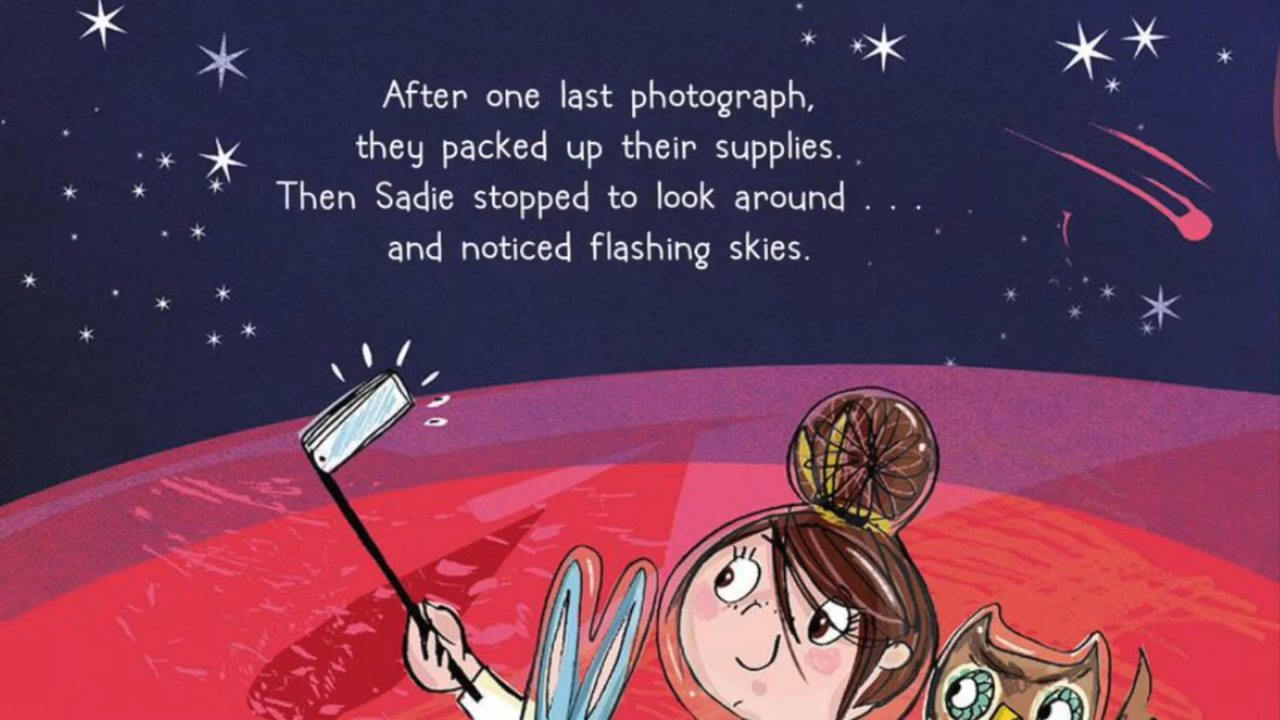 After one last photograph,
they packed up their supplies.
Then Sadie stopped to look around . . .
and noticed flashing skies.